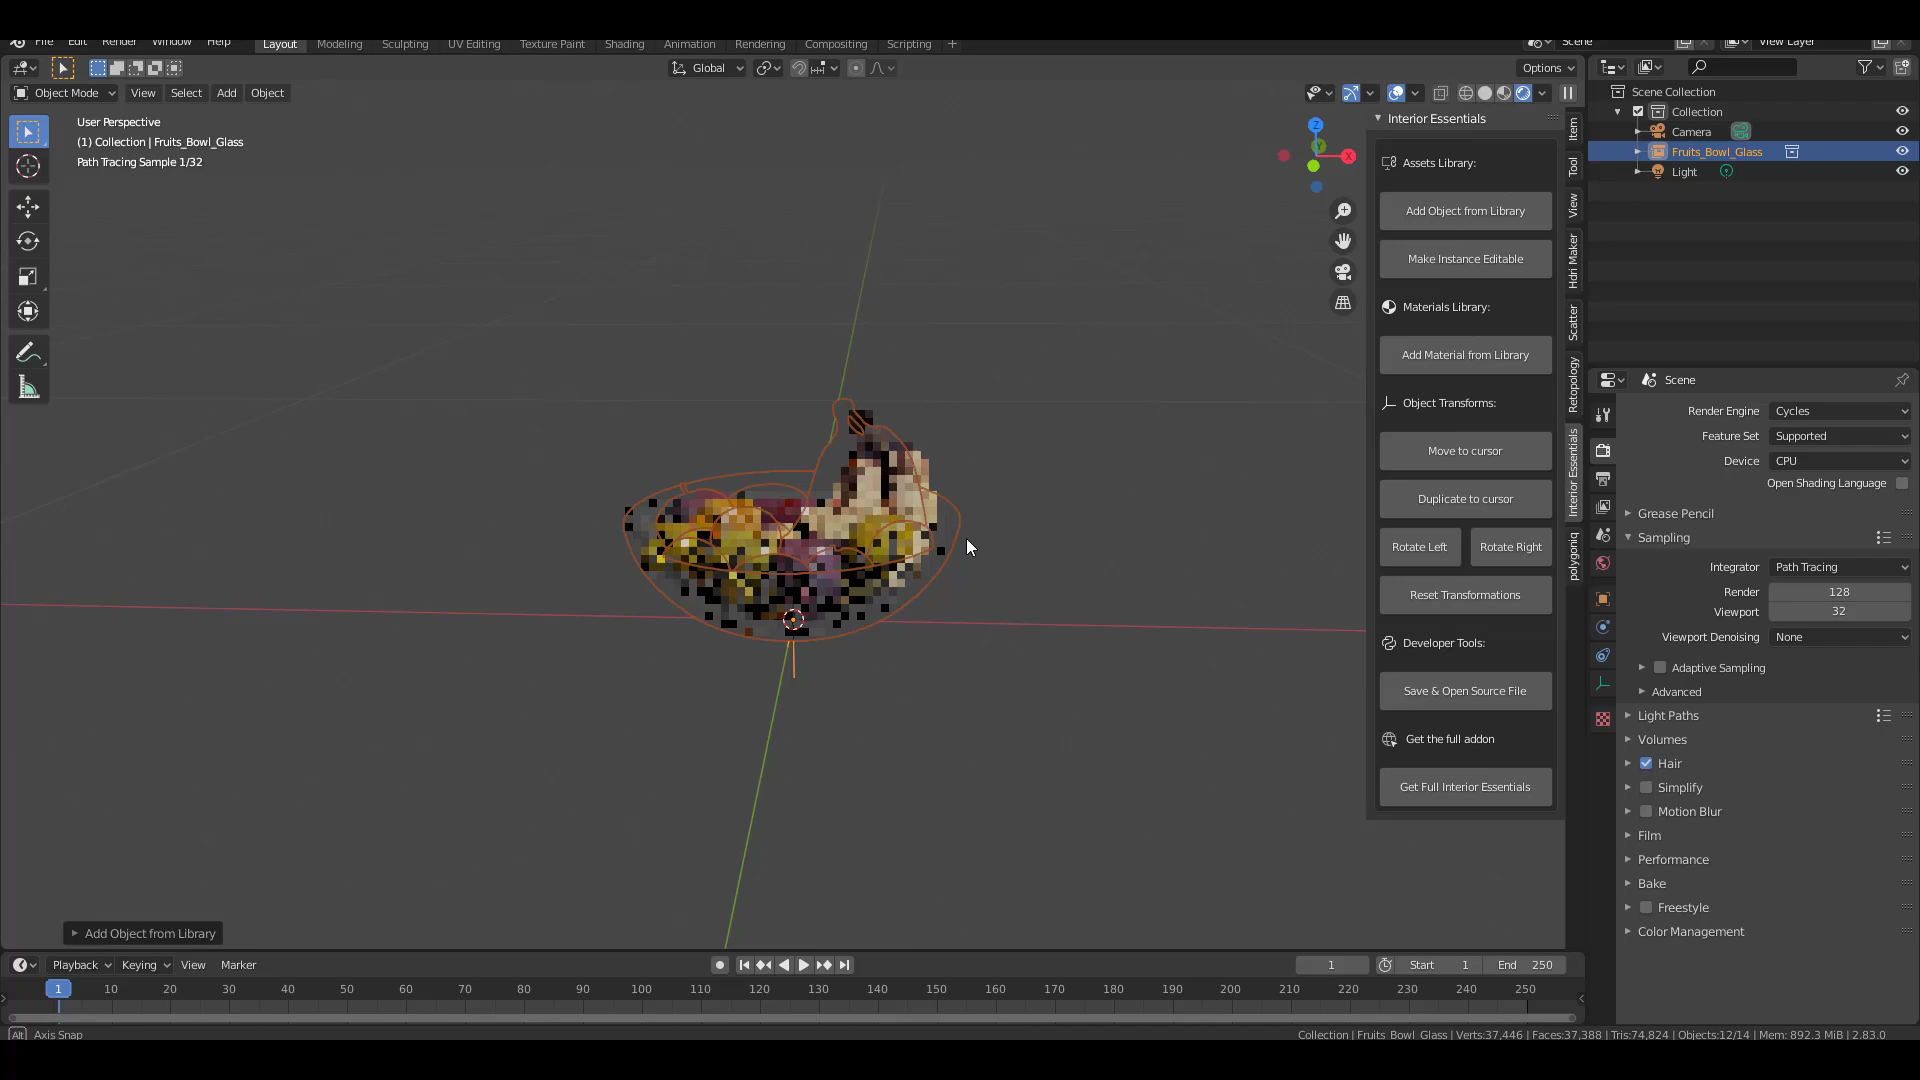 File Edit Render Window Help Layout Modeling Sculpting UV Editing Texture Paint Shading Animation Rendering Compositing Scripting + Scene View Layer
Global Options
Object Mode View Select Add Object
User Perspective
(1) Collection | Fruits_Bowl_Glass
Path Tracing Sample 1/32
Z
X
Interior Essentials
Assets Library:
Add Object from Library
Make Instance Editable
Materials Library:
Add Material from Library
Object Transforms:
Move to cursor
Duplicate to cursor
Rotate Left Rotate Right
Reset Transformations
Developer Tools:
Save & Open Source File
Get the full addon
Get Full Interior Essentials
Item
Tool
View
Hdri Maker
Scatter
Retopology
Interior Essentials
polygoniq
Scene Collection
Collection
Camera
Fruits_Bowl_Glass
Light
Scene
Render Engine Cycles
Feature Set Supported
Device CPU
Open Shading Language
Grease Pencil
Sampling
Integrator Path Tracing
Render 128
Viewport 32
Viewport Denoising None
Adaptive Sampling
Advanced
Light Paths
Volumes
Hair
Simplify
Motion Blur
Film
Performance
Bake
Freestyle
Color Management
Add Object from Library
Playback Keying View Marker 1 Start 1 End 250
1 10 20 30 40 50 60 70 80 90 100 110 120 130 140 150 160 170 180 190 200 210 220 230 240 250
Alt Axis Snap
Collection | Fruits_Bowl_Glass | Verts:37,446 | Faces:37,388 | Tris:74,824 | Objects:12/14 | Mem: 892.3 MiB | 2.83.0